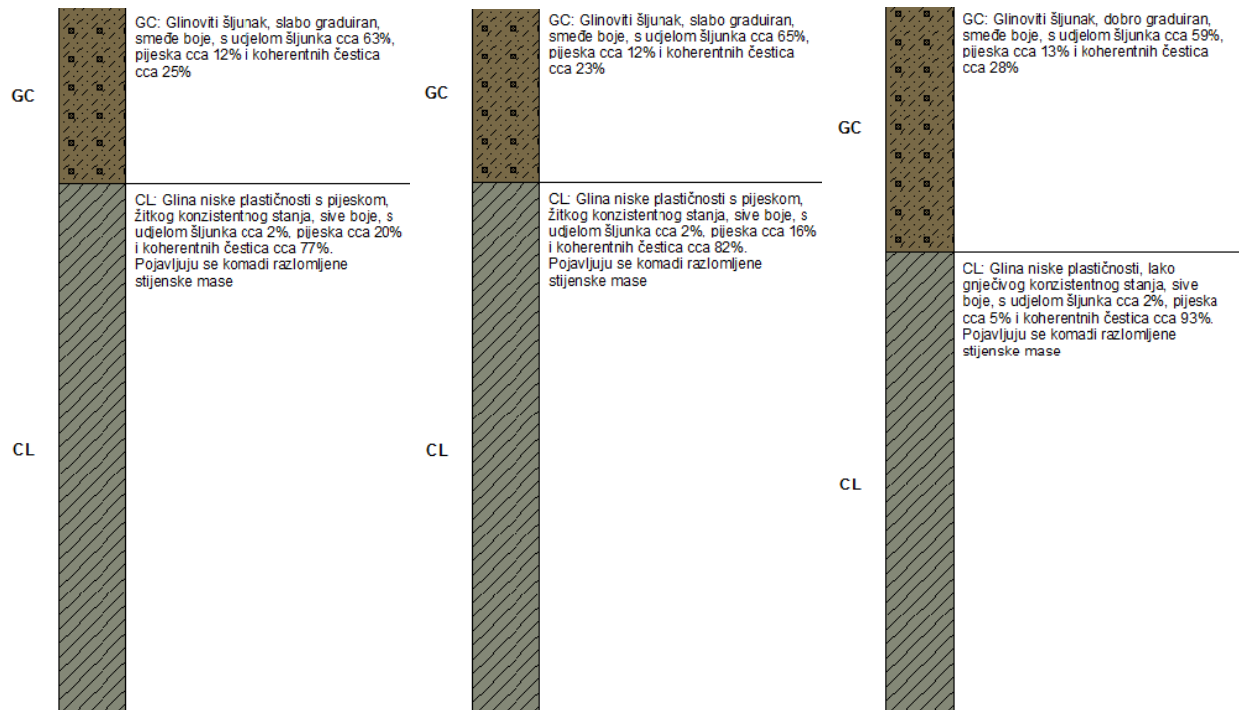 GC
GC: Glinoviti šljunak, slabo graduiran,
smeđe boje, s udjelom šljunka cca 63%,
pijeska cca 12% i koherentnih čestica
cca 25%
CL
CL: Glina niske plastičnosti s pijeskom,
žitkog konzistentnog stanja, sive boje, s
udjelom šljunka cca 2%, pijeska cca 20%
i koherentnih čestica cca 77%.
Pojavljuju se komadi razlomljene
stijenske mase
GC
GC: Glinoviti šljunak, slabo graduiran,
smeđe boje, s udjelom šljunka cca 65%,
pijeska cca 12% i koherentnih čestica
cca 23%
CL
CL: Glina niske plastičnosti s pijeskom,
žitkog konzistentnog stanja, sive boje, s
udjelom šljunka cca 2%, pijeska cca 16%
i koherentnih čestica cca 82%.
Pojavljuju se komadi razlomljene
stijenske mase
GC
GC: Glinoviti šljunak, dobro graduiran,
smeđe boje, s udjelom šljunka cca 59%,
pijeska cca 13% i koherentnih čestica
cca 28%
CL
CL: Glina niske plastičnosti, lako
gnječivog konzistentnog stanja, sive
boje, s udjelom šljunka cca 2%, pijeska
cca 5% i koherentnih čestica cca 93%.
Pojavljuju se komadi razlomljene
stijenske mase